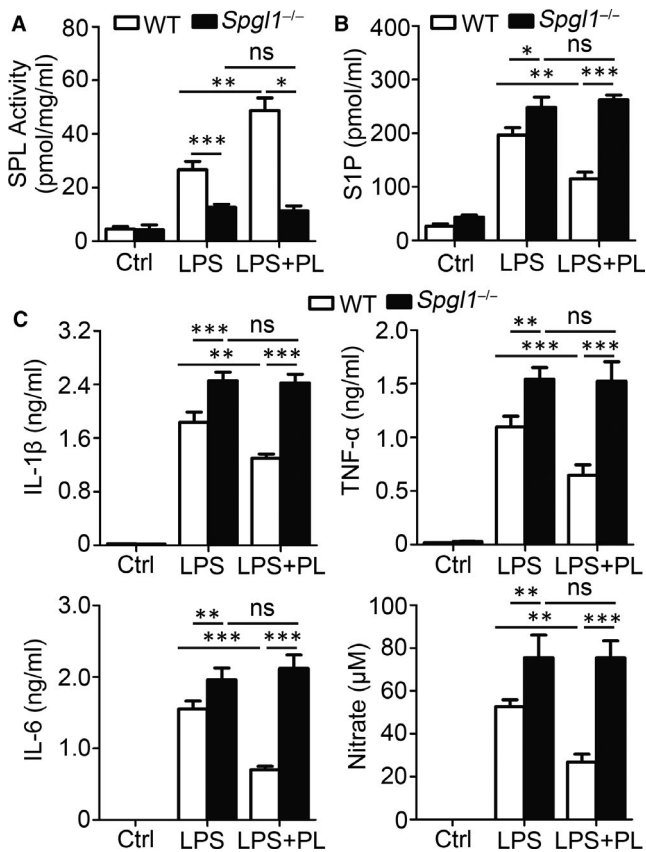 A
WT Spgl1–/–
SPL Activity
(pmol/mg/ml)
80
60
40
20
0
ns
** *
***
Ctrl LPS LPS+PL
B
WT Spgl1–/–
S1P (pmol/ml)
400
300
200
100
0
* ns
** ***
Ctrl LPS LPS+PL
C
WT Spgl1–/–
IL-1β (ng/ml)
3.2
2.4
1.6
0.8
0
*** ns
** ***
Ctrl LPS LPS+PL
TNF-α (ng/ml)
2.0
1.5
1.0
0.5
0
** ns
*** ***
Ctrl LPS LPS+PL
IL-6 (ng/ml)
3.0
2.0
1.0
0
** ns
*** ***
Ctrl LPS LPS+PL
Nitrate (μM)
100
80
60
40
20
0
** ns
** ***
Ctrl LPS LPS+PL